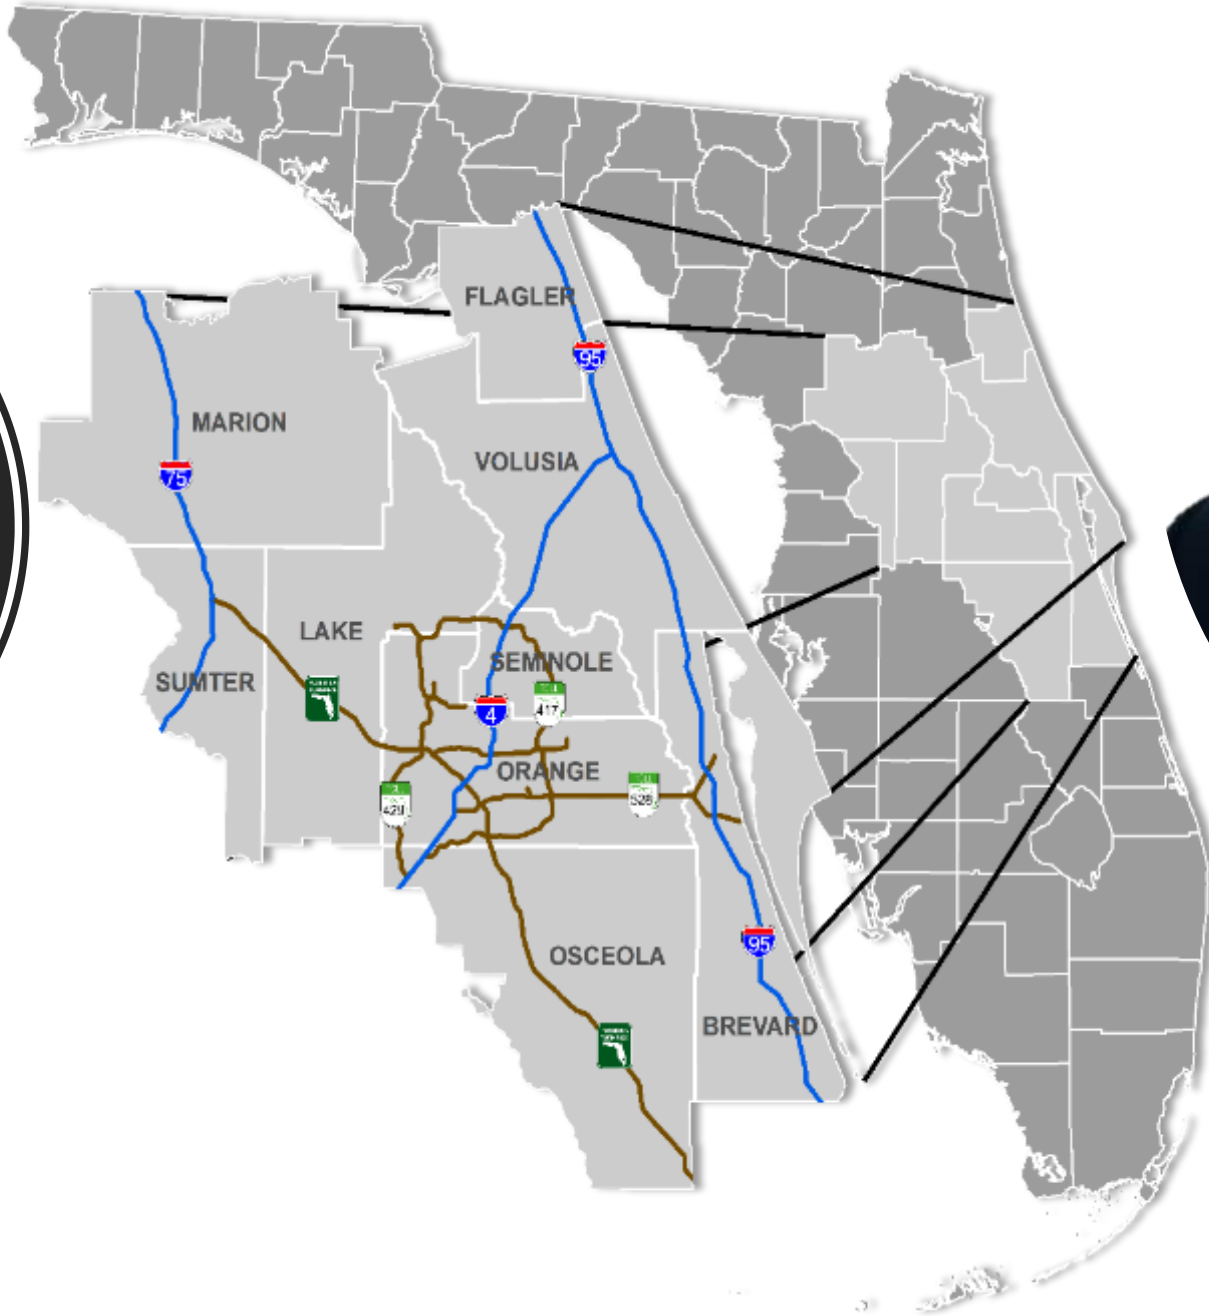 FLAGLER
95
MARION
VOLUSIA
75
LAKE
SEMINOLE
SUMTER
4
417
ORANGE
429
528
95
OSCEOLA
BREVARD